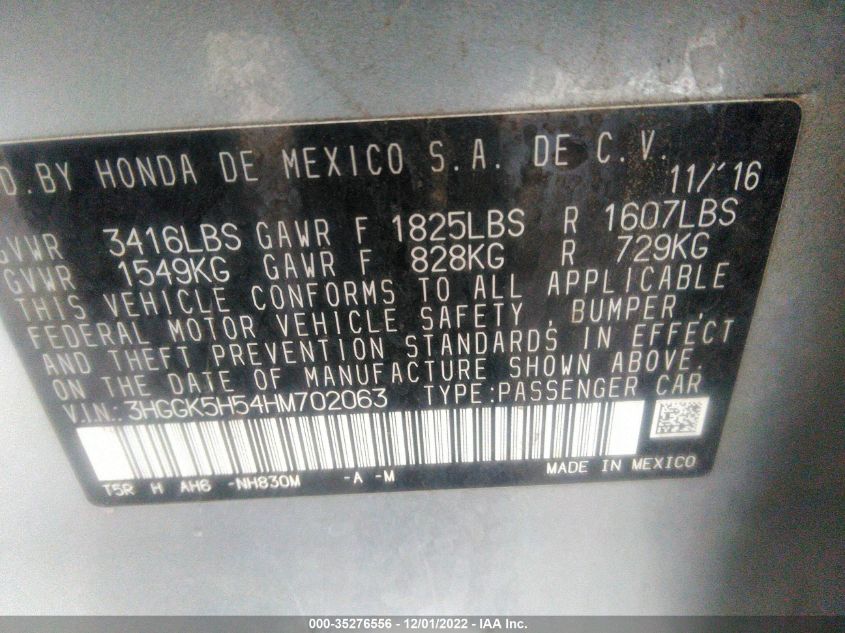 D.BY HONDA DE MEXICO S.A. DE C.V.
11/'16
GVWR 3416LBS GAWR F 1825LBS R 1607LBS
GVWR 1549KG GAWR F 828KG R 729KG
THIS VEHICLE CONFORMS TO ALL APPLICABLE
FEDERAL MOTOR VEHICLE SAFETY, BUMPER,
AND THEFT PREVENTION STANDARDS IN EFFECT
ON THE DATE OF MANUFACTURE SHOWN ABOVE.
VIN: 3HGGK5H54HM702063 TYPE:PASSENGER CAR
T5R H AH6 -NH830M -A -M MADE IN MEXICO
000-35276556 - 12/01/2022 - IAA Inc.